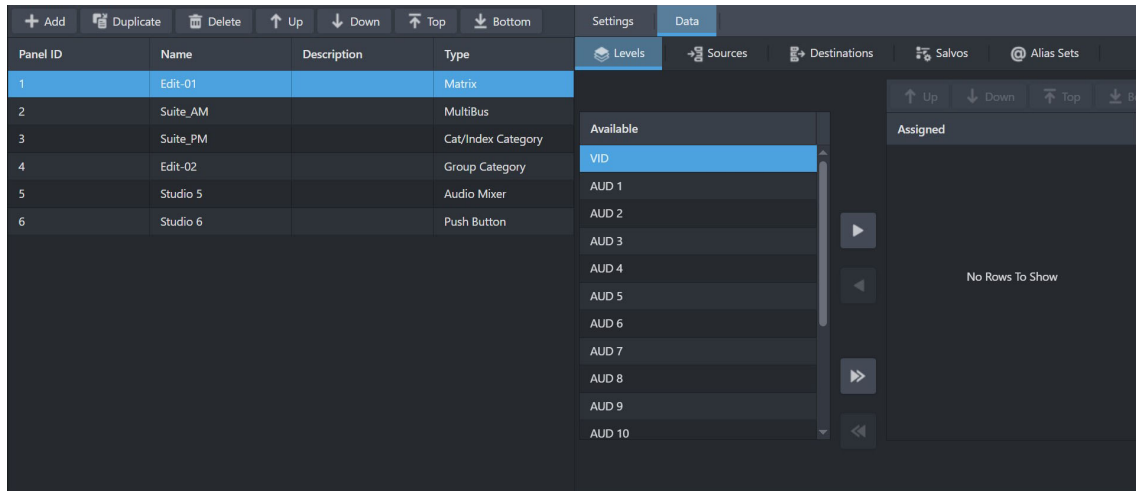 Add Duplicate Delete Up Down Top Bottom
Panel ID Name Description Type
1 Edit-01 Matrix
2 Suite_AM MultiBus
3 Suite_PM Cat/Index Category
4 Edit-02 Group Category
5 Studio 5 Audio Mixer
6 Studio 6 Push Button
Settings Data
Levels Sources Destinations Salvos @ Alias Sets
Up Down Top
Available
VID
AUD 1
AUD 2
AUD 3
AUD 4
AUD 5
AUD 6
AUD 7
AUD 8
AUD 9
AUD 10
Assigned
No Rows To Show